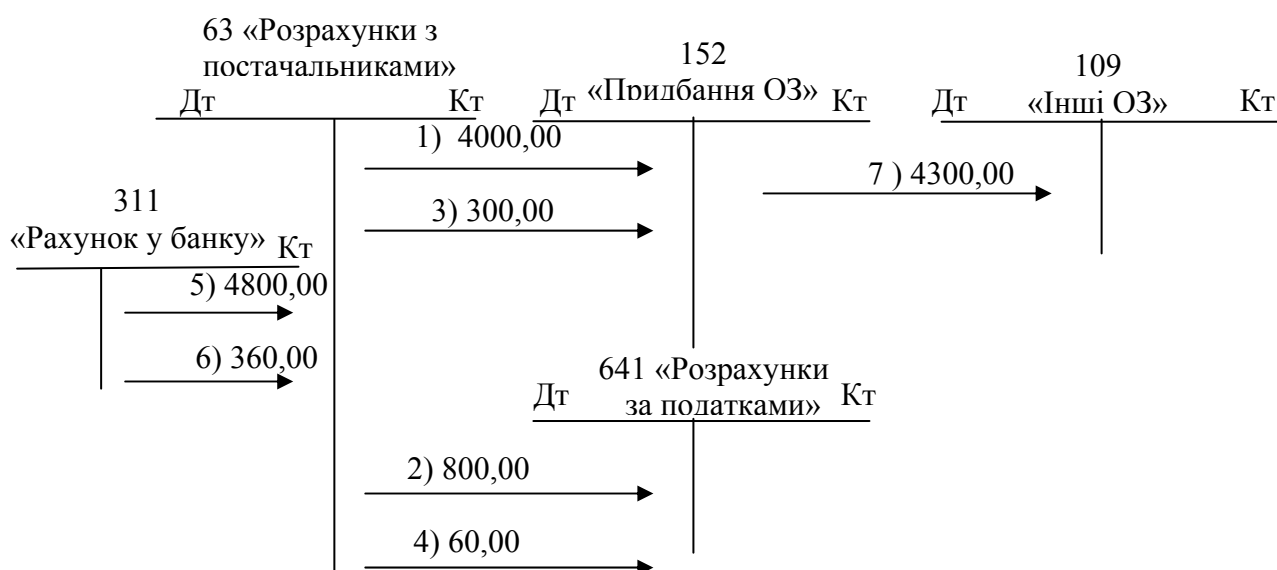 63 «Розрахунки з
постачальниками»
Дт Кт
152
«Придбання ОЗ»
Дт Кт
109
«Інші ОЗ»
Дт Кт
1) 4000,00
3) 300,00
7 ) 4300,00
311
«Рахунок у банку» Кт
5) 4800,00
6) 360,00
641 «Розрахунки
за податками»
Дт Кт
2) 800,00
4) 60,00